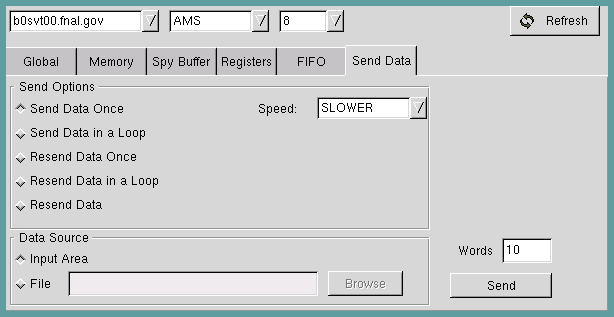 b0svt00.fnal.gov AMS 8 Refresh
Global Memory Spy Buffer Registers FIFO Send Data
Send Options
Send Data Once Speed: SLOWER
Send Data in a Loop
Resend Data Once
Resend Data in a Loop
Resend Data
Data Source
Input Area Words 10
File Browse Send